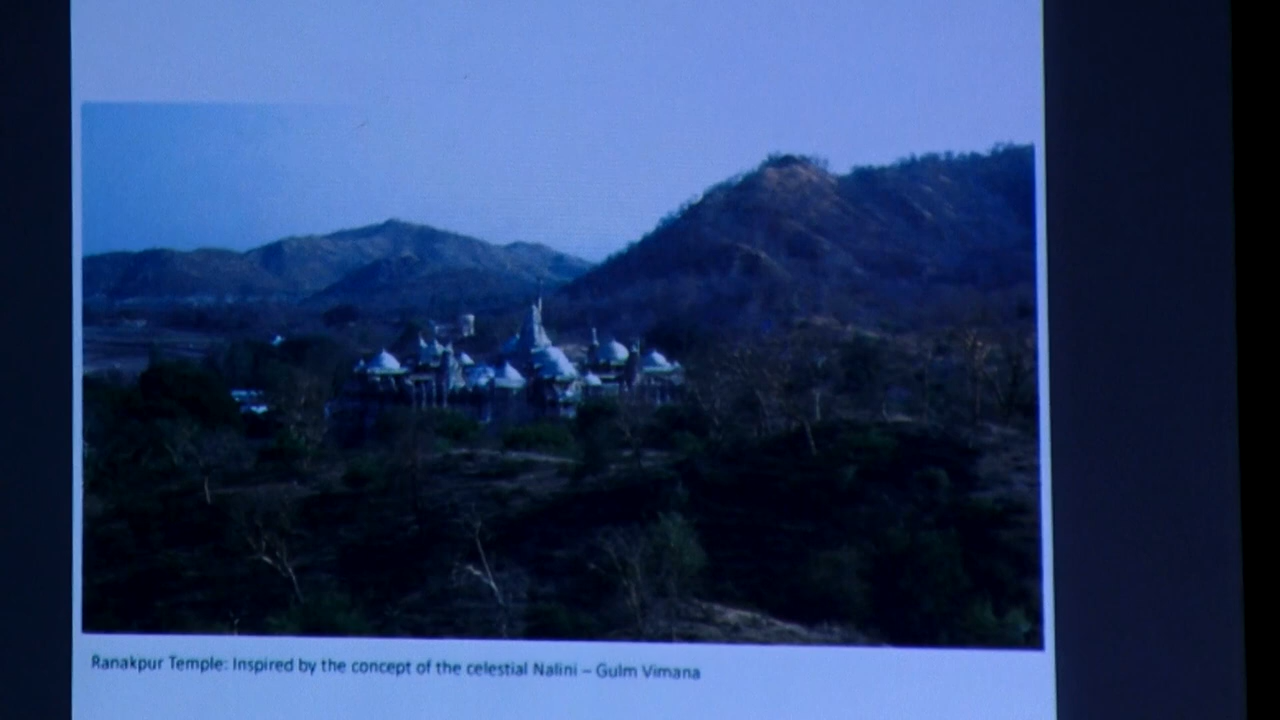 Ranakpur Temple: Inspired by the concept of the celestial Nalini – Gulm Vimana